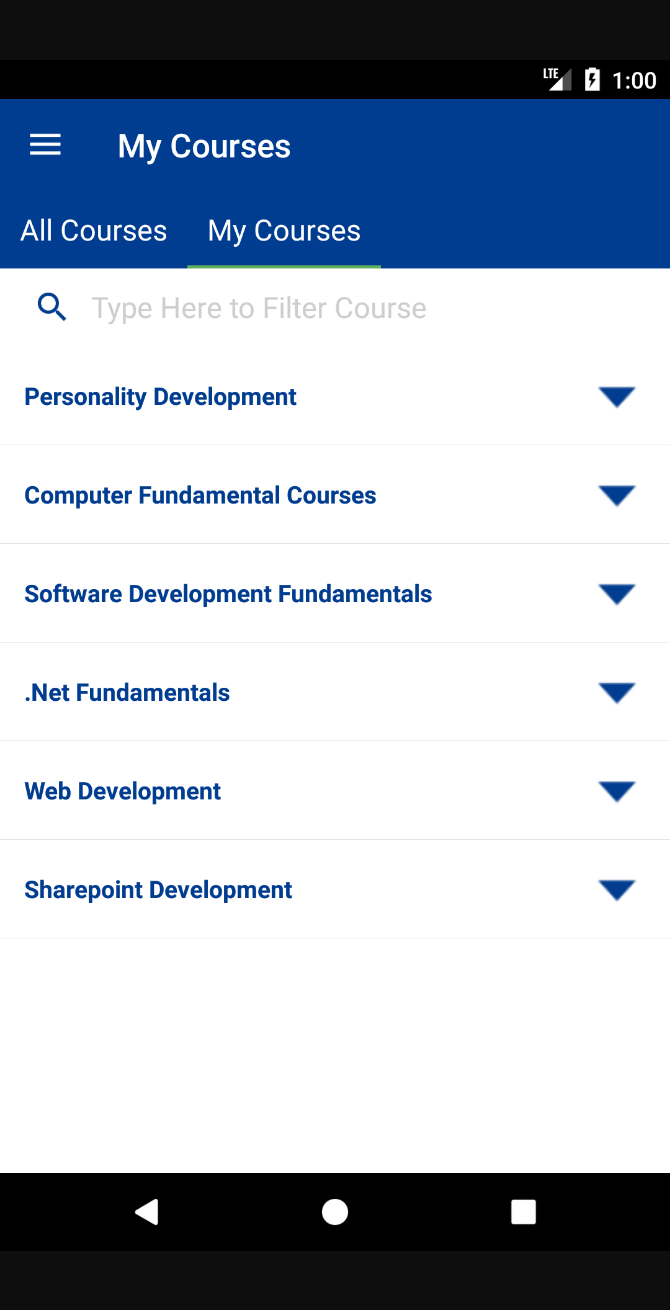 LTE 1:00
My Courses
All Courses My Courses
Type Here to Filter Course
Personality Development
Computer Fundamental Courses
Software Development Fundamentals
.Net Fundamentals
Web Development
Sharepoint Development